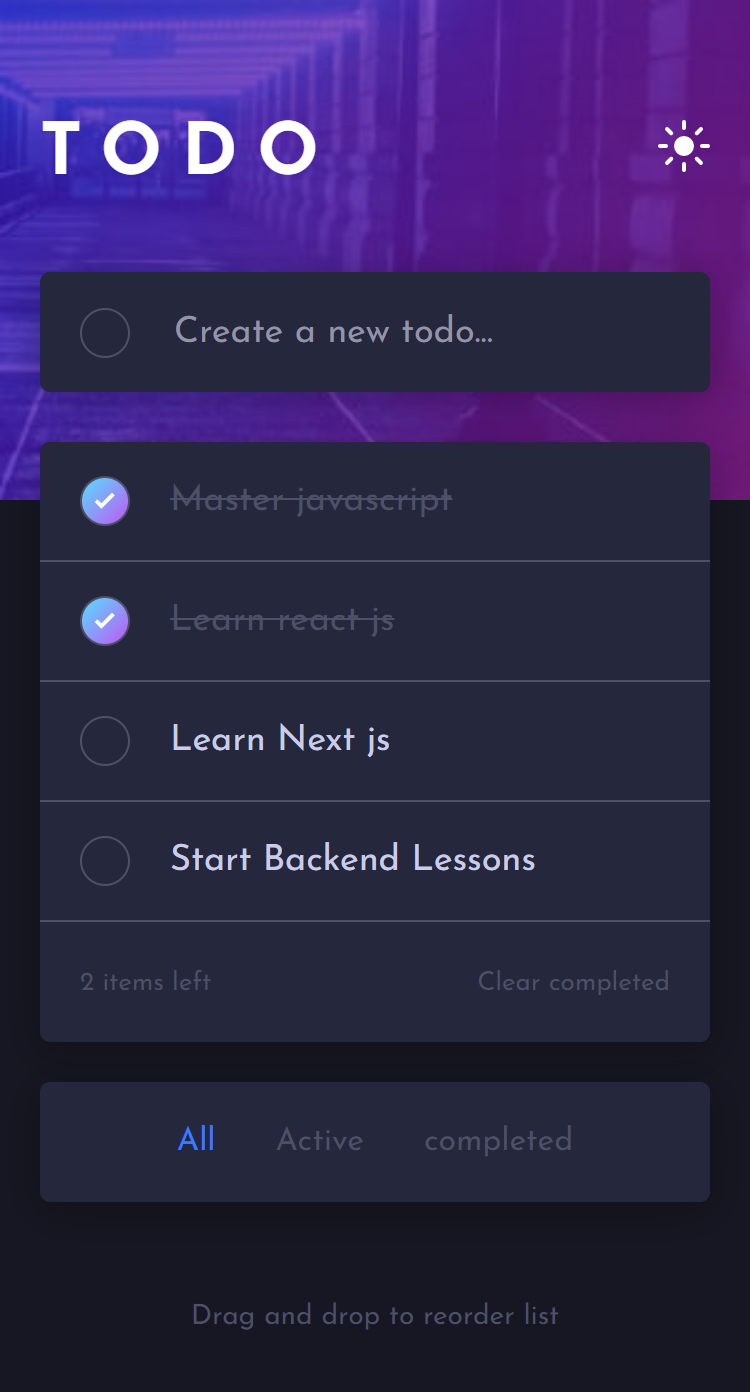 TODO
Create a new todo...
Master javascript
Learn react js
Learn Next js
Start Backend Lessons
2 items left Clear completed
All Active completed
Drag and drop to reorder list